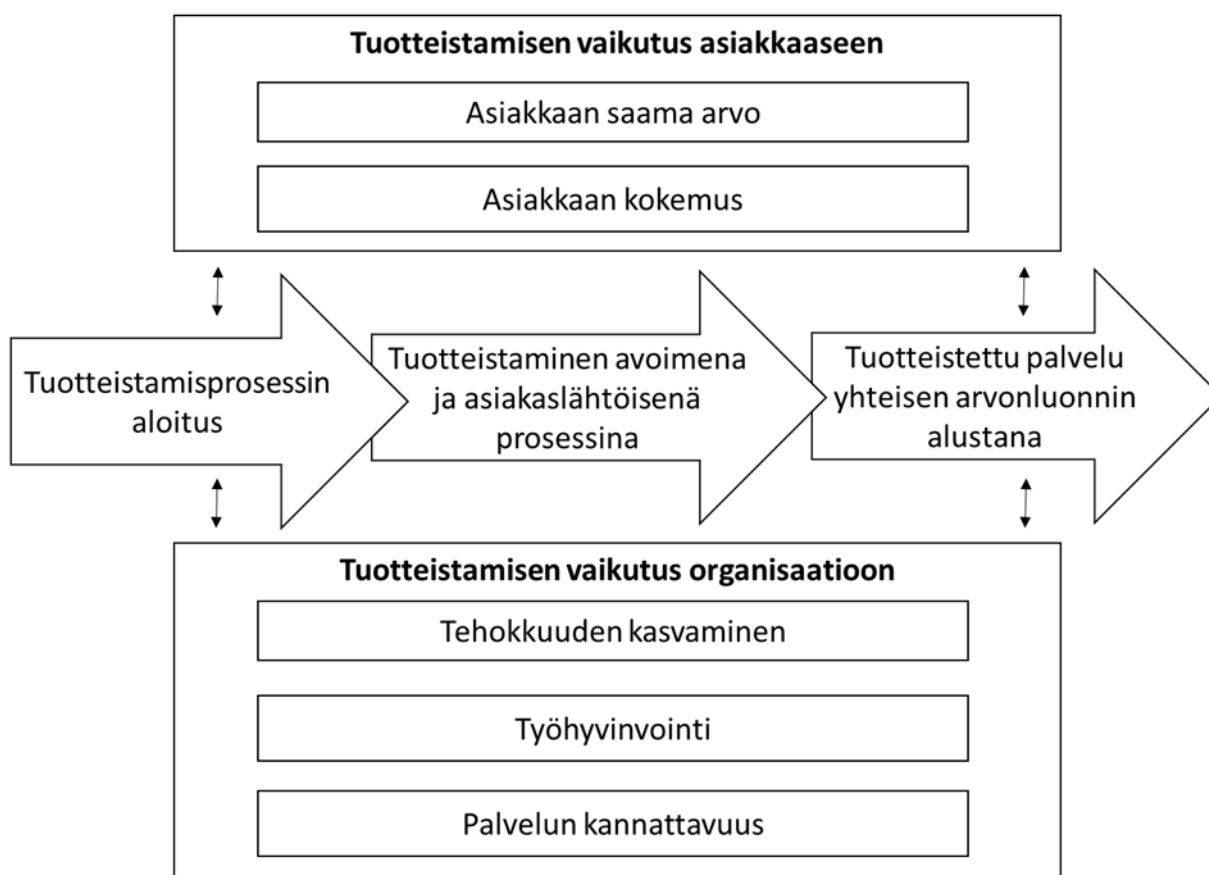 Tuotteistamisen vaikutus asiakkaaseen
Asiakkaan saama arvo
Asiakkaan kokemus
Tuotteistamisprosessin
aloitus
Tuotteistaminen avoimena
ja asiakaslähtöisenä
prosessina
Tuotteistettu palvelu
yhteisen arvonluonnin
alustana
Tuotteistamisen vaikutus organisaatioon
Tehokkuuden kasvaminen
Työhyvinvointi
Palvelun kannattavuus